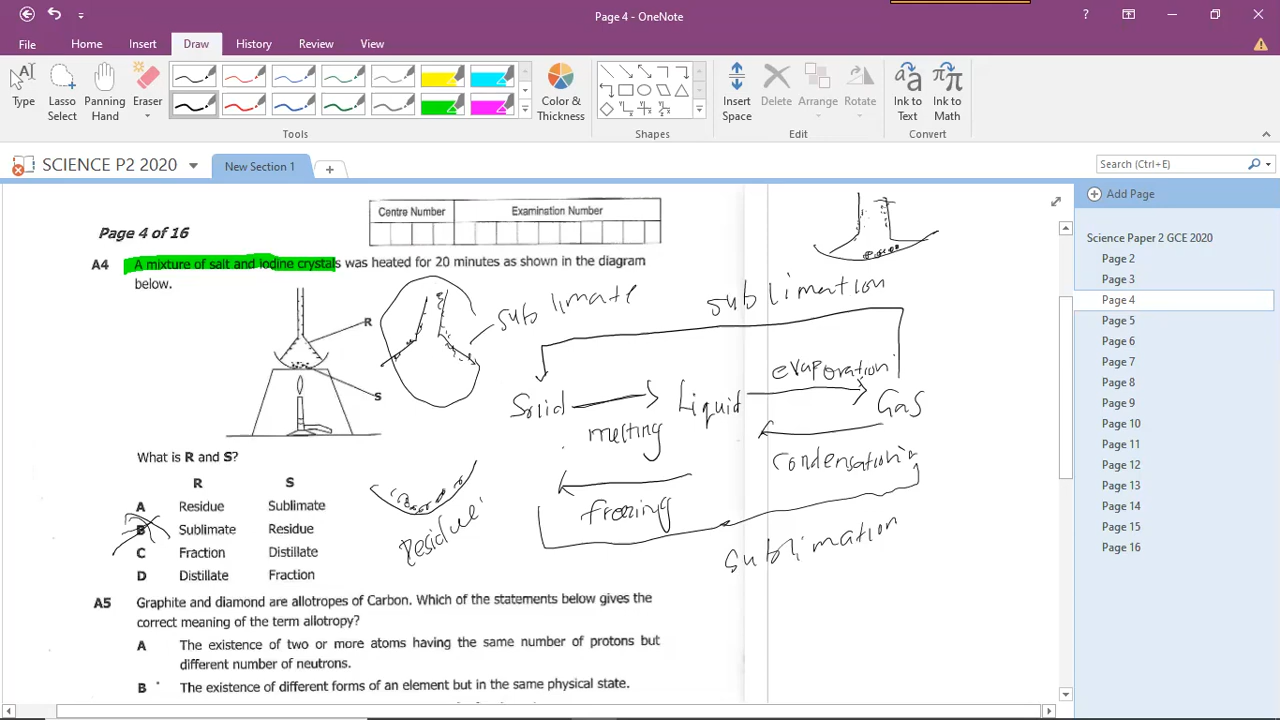 Page 4 - OneNote
File Home Insert Draw History Review View
Type
Lasso Select
Panning Hand
Eraser
Color & Thickness
Insert Space
Delete
Arrange
Rotate
Ink to Text
Ink to Math
Tools
Shapes
Edit
Convert
SCIENCE P2 2020
New Section 1
Search (Ctrl+E)
Add Page
Science Paper 2 GCE 2020
Page 2
Page 3
Page 4
Page 5
Page 6
Page 7
Page 8
Page 9
Page 10
Page 11
Page 12
Page 13
Page 14
Page 15
Page 16
Centre Number Examination Number
Page 4 of 16
A4 A mixture of salt and iodine crystals was heated for 20 minutes as shown in the diagram
below.
R
S
sublimate
sublimation
Solid
melting
Liquid
evaporation
Gas
condensation
freezing
sublimation
residue
What is R and S?
R S
A Residue Sublimate
B Sublimate Residue
C Fraction Distillate
D Distillate Fraction
A5 Graphite and diamond are allotropes of Carbon. Which of the statements below gives the
correct meaning of the term allotropy?
A The existence of two or more atoms having the same number of protons but
different number of neutrons.
B The existence of different forms of an element but in the same physical state.